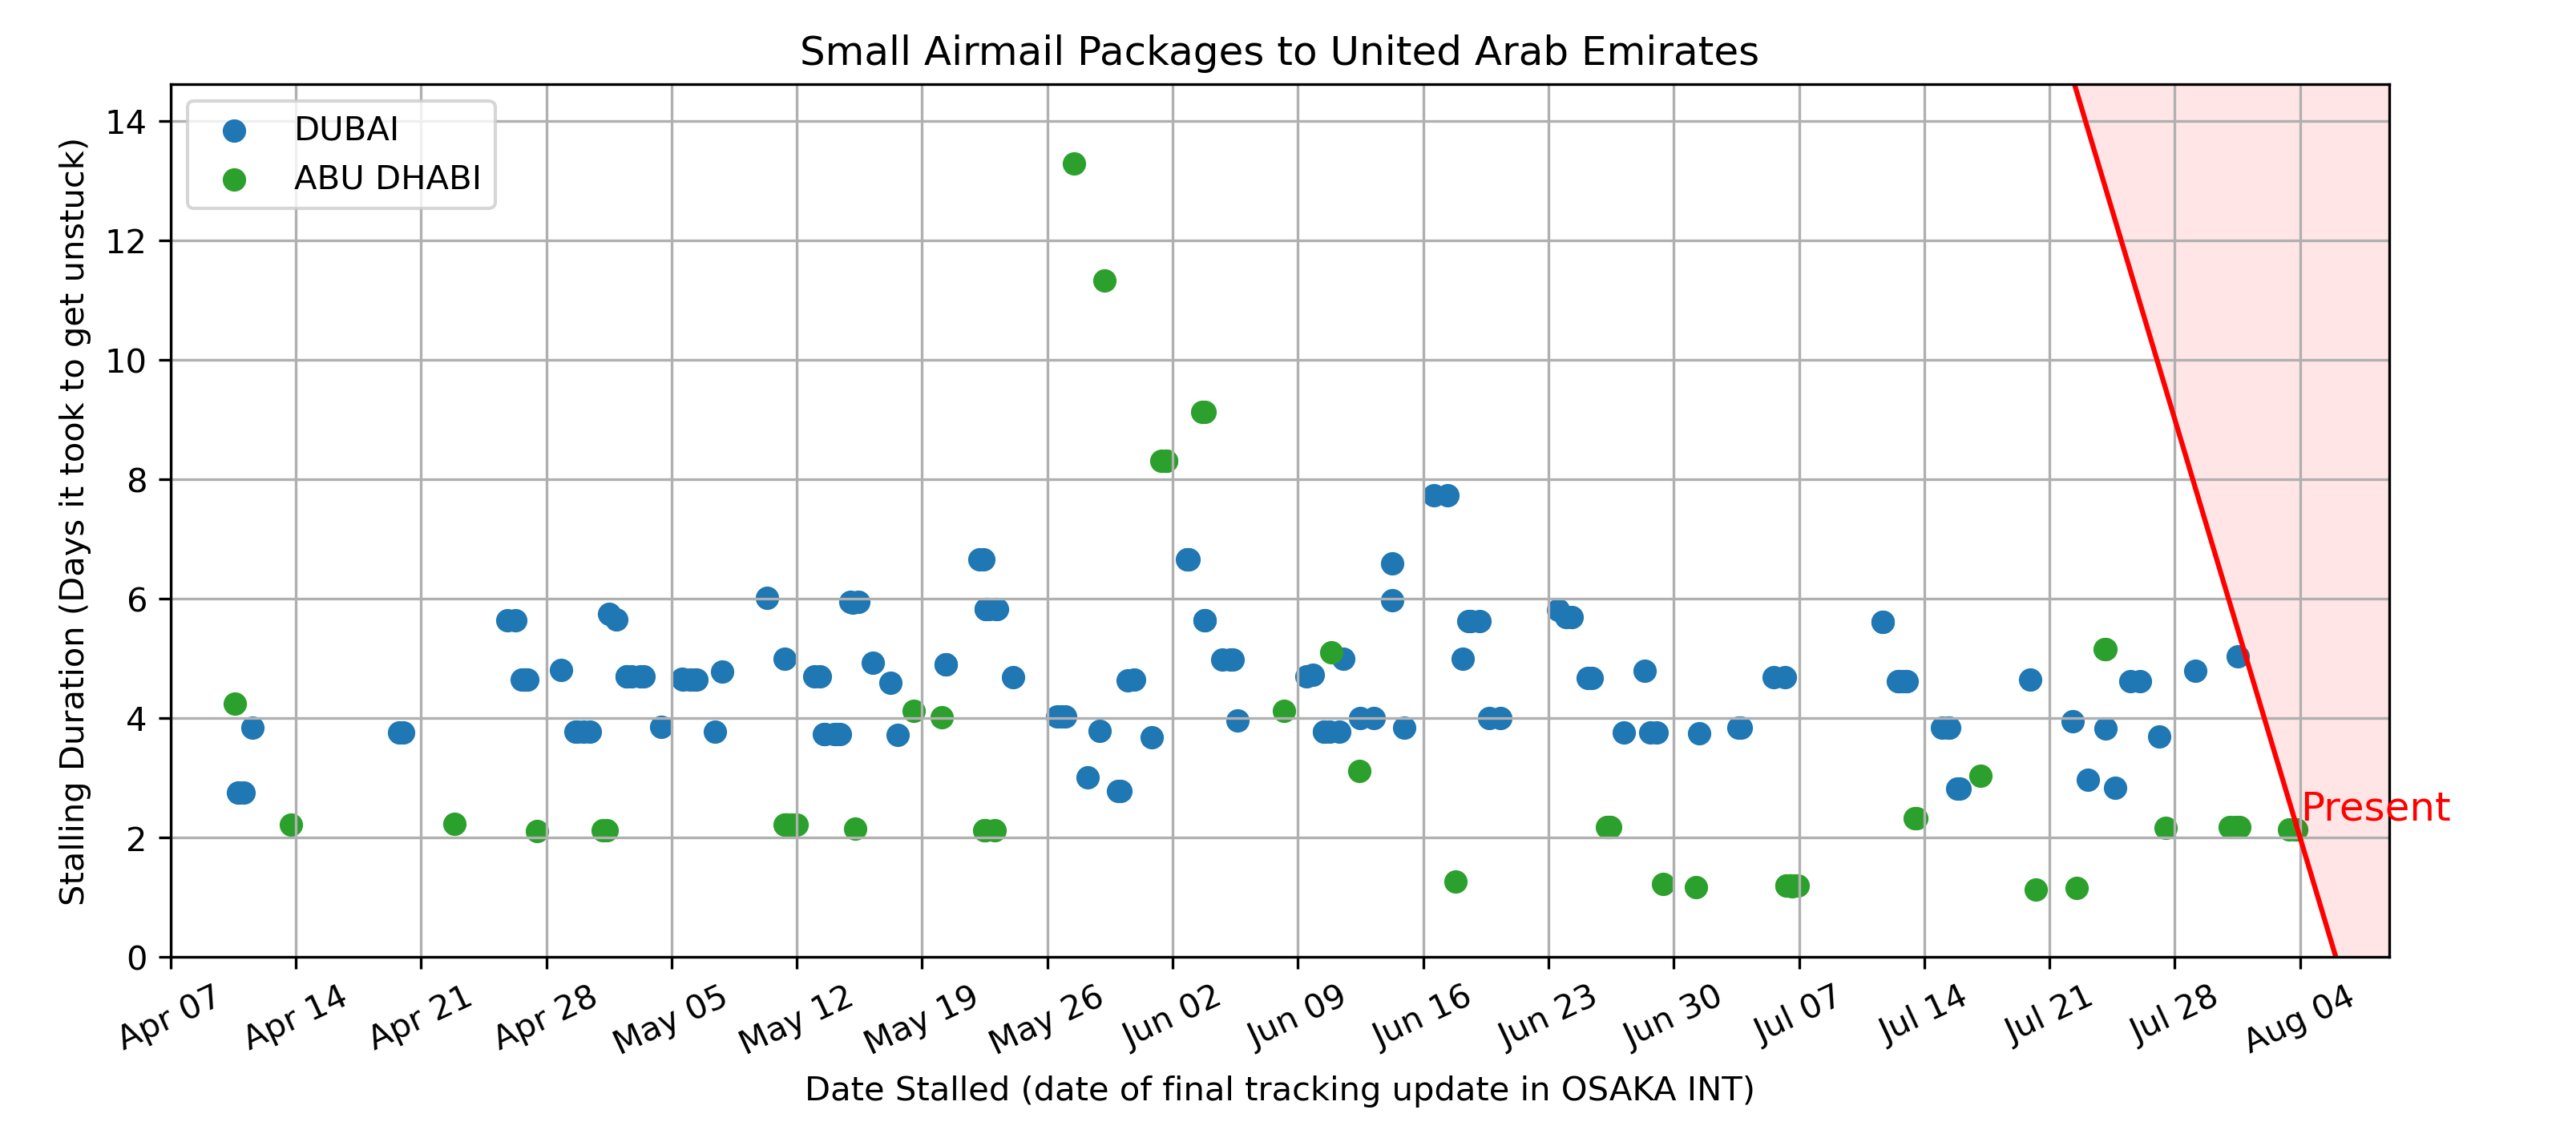 Small Airmail Packages to United Arab Emirates
DUBAI
ABU DHABI
Stalling Duration (Days it took to get unstuck)
14
12
10
8
6
4
2
0
Present
Apr 07
Apr 14
Apr 21
Apr 28
May 05
May 12
May 19
May 26
Jun 02
Jun 09
Jun 16
Jun 23
Jun 30
Jul 07
Jul 14
Jul 21
Jul 28
Aug 04
Date Stalled (date of final tracking update in OSAKA INT)